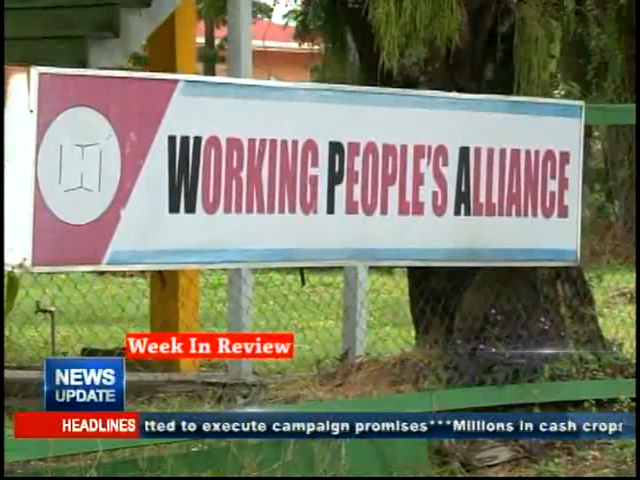 WORKING PEOPLE'S ALLIANCE
Week In Review
NEWS
UPDATE
HEADLINES
tted to execute campaign promises***Millions in cash crops